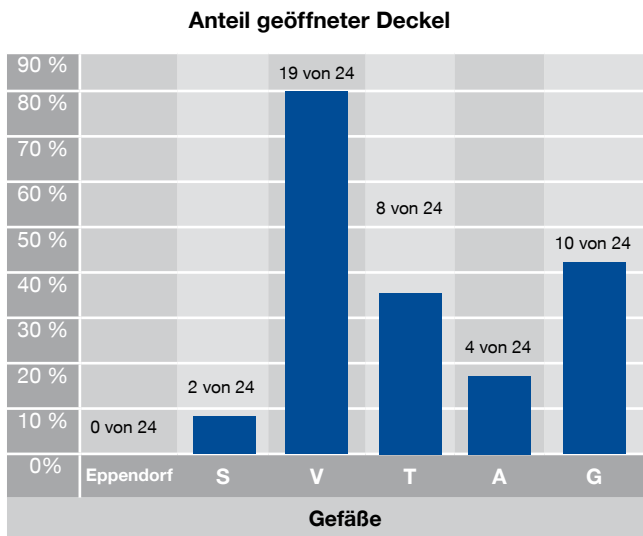 Anteil geöffneter Deckel
90 %
80 %
70 %
60 %
50 %
40 %
30 %
20 %
10 %
0%
0 von 24
2 von 24
19 von 24
8 von 24
4 von 24
10 von 24
Eppendorf S V T A G
Gefäße